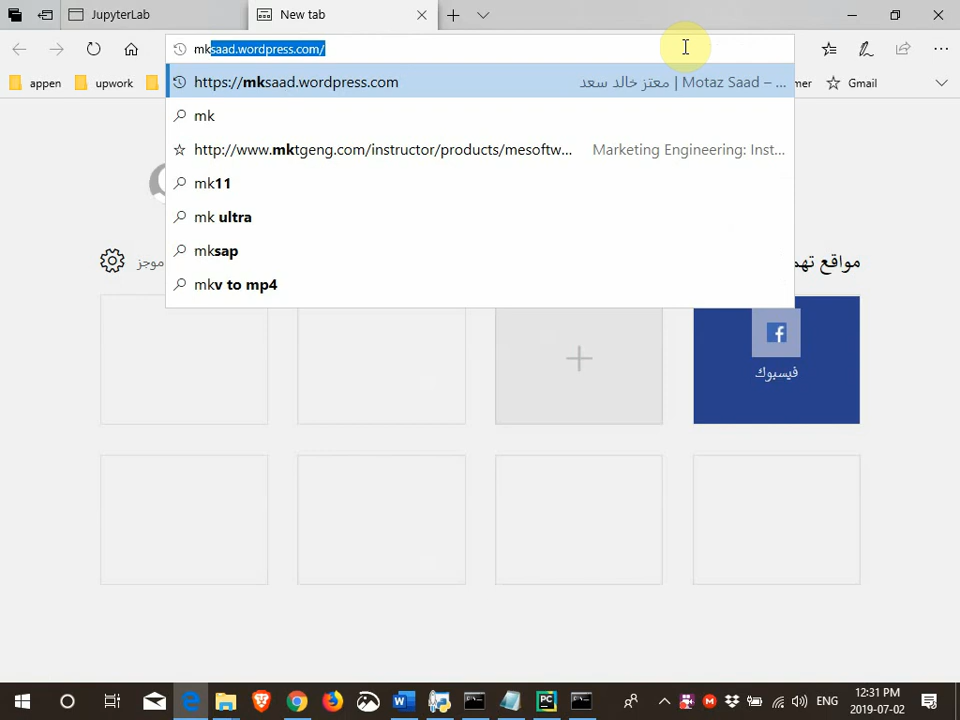 JupyterLab
New tab
mksaad.wordpress.com/
appen
upwork
mer
Gmail
https://mksaad.wordpress.com
معتز خالد سعد | Motaz Saad – ...
mk
http://www.mktgeng.com/instructor/products/mesoftw...
Marketing Engineering: Inst...
mk11
mk ultra
mksap
mkv to mp4
موجز
مواقع تهم
فيسبوك
ENG
12:31 PM
2019-07-02